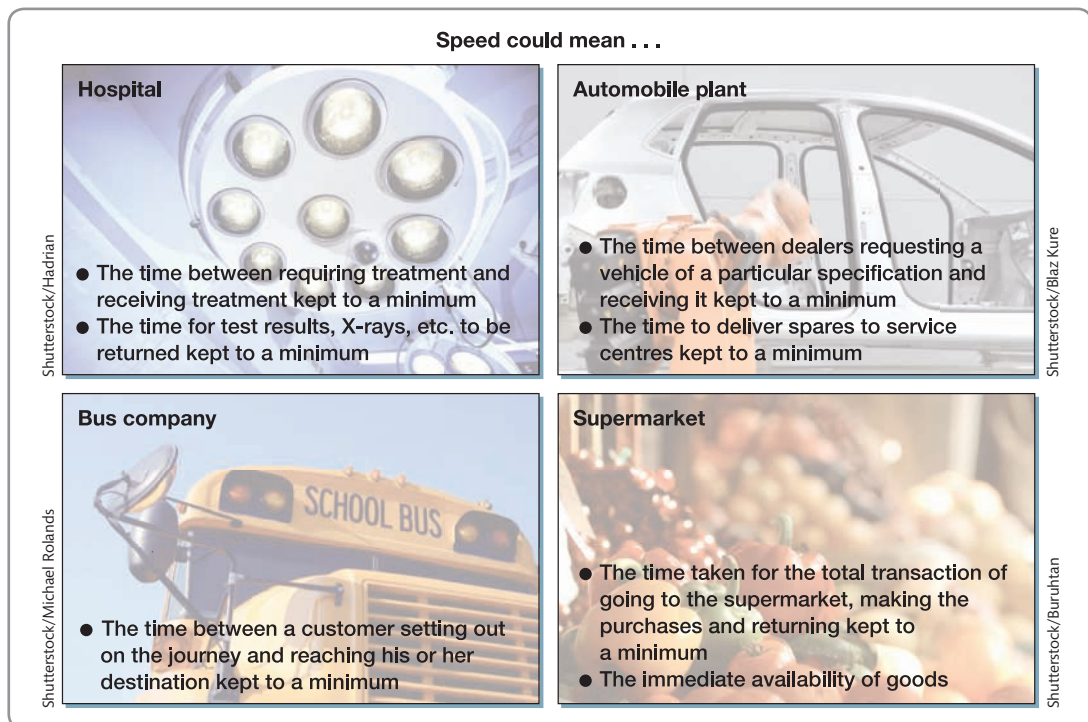 Speed could mean . . .
Hospital
● The time between requiring treatment and
receiving treatment kept to a minimum
● The time for test results, X-rays, etc. to be
returned kept to a minimum
Shutterstock/Hadrian
Automobile plant
● The time between dealers requesting a
vehicle of a particular specification and
receiving it kept to a minimum
● The time to deliver spares to service
centres kept to a minimum
Shutterstock/Blaz Kure
Bus company
SCHOOL BUS
● The time between a customer setting out
on the journey and reaching his or her
destination kept to a minimum
Shutterstock/Michael Rolands
Supermarket
● The time taken for the total transaction of
going to the supermarket, making the
purchases and returning kept to
a minimum
● The immediate availability of goods
Shutterstock/Buruhtan